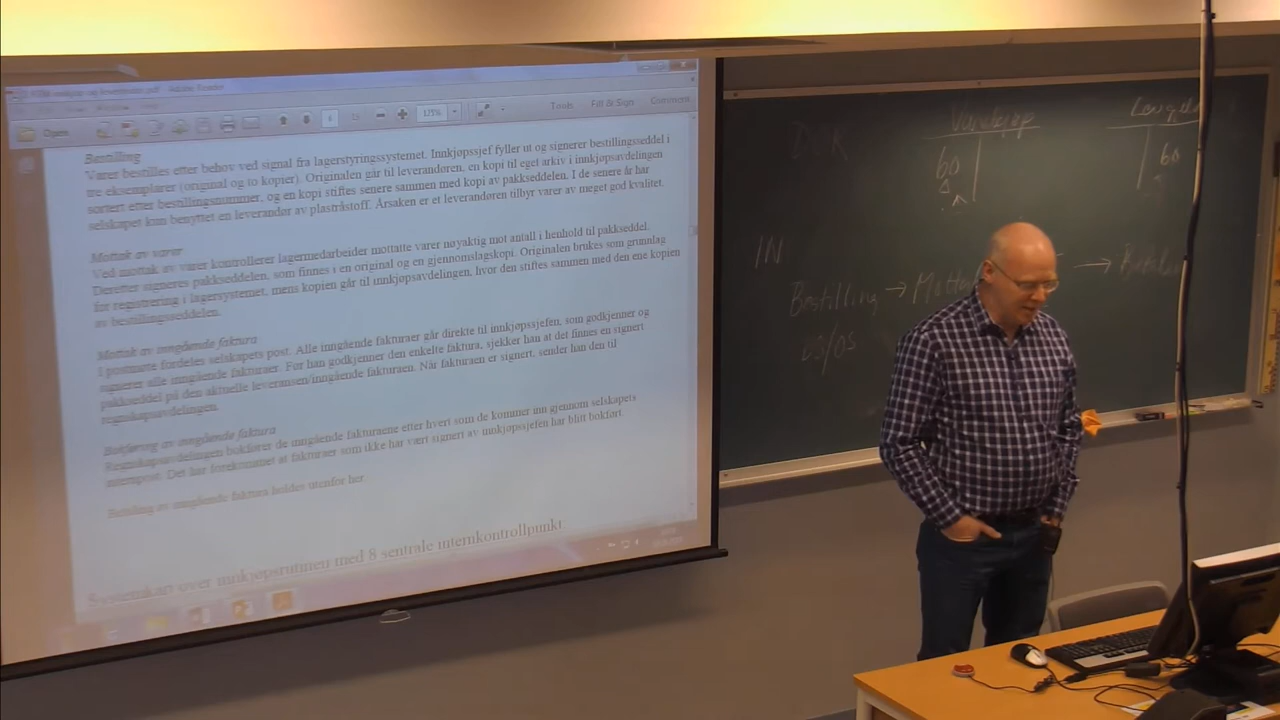 Adobe Reader
Open
125%
Tools Fill & Sign Comment
Bestilling
Varer bestilles etter behov ved signal fra lagerstyringssystemet. Innkjøpssjef fyller ut og signerer bestillingsseddel i
tre eksemplarer (original og to kopier). Originalen går til leverandøren, en kopi til eget arkiv i innkjøpsavdelingen
sortert etter bestillingsnummer, og en kopi stiftes senere sammen med kopi av pakkseddelen. I de senere år har
selskapet kun benyttet en leverandør av plastråstoff. Årsaken er at leverandøren tilbyr varer av meget god kvalitet.
Mottak av varer
Ved mottak av varer kontrollerer lagermedarbeider mottatte varer nøyaktig mot antall i henhold til pakkseddel.
Deretter signeres pakkseddelen, som finnes i en original og en gjennomslagskopi. Originalen brukes som grunnlag
for registrering i lagersystemet, mens kopien går til innkjøpsavdelingen, hvor den stiftes sammen med den ene kopien
av bestillingsseddelen.
Mottak av inngående faktura
I postmøte fordeles selskapets post. Alle inngående fakturaer går direkte til innkjøpssjefen, som godkjenner og
signerer alle inngående fakturaer. Før han godkjenner den enkelte faktura, sjekker han at det finnes en signert
pakkseddel på den aktuelle leveransen/inngående fakturaen. Når fakturaen er signert, sender han den til
regnskapsavdelingen.
Bokføring av inngående faktura
Regnskapsavdelingen bokfører de inngående fakturaene etter hvert som de kommer inn gjennom selskapets
internpost. Det har forekommet at fakturaer som ikke har vært signert av innkjøpssjefen har blitt bokført.
Betaling av inngående faktura holdes utenfor her.
Systemkart over innkjøpsrutinen med 8 sentrale internkontrollpunkt
Varekjøp
60
60
IN
Bestilling → →